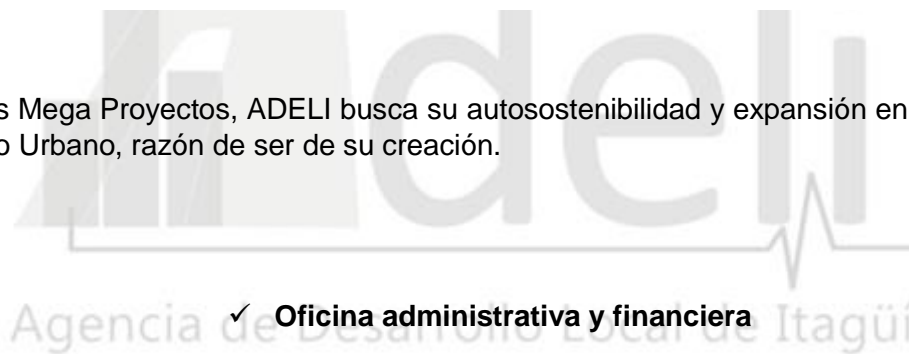 s Mega Proyectos, ADELI busca su autosostenibilidad y expansión en
o Urbano, razón de ser de su creación.
adeli
✓ Oficina administrativa y financiera
Agencia de Desarrollo Local de Itagüí